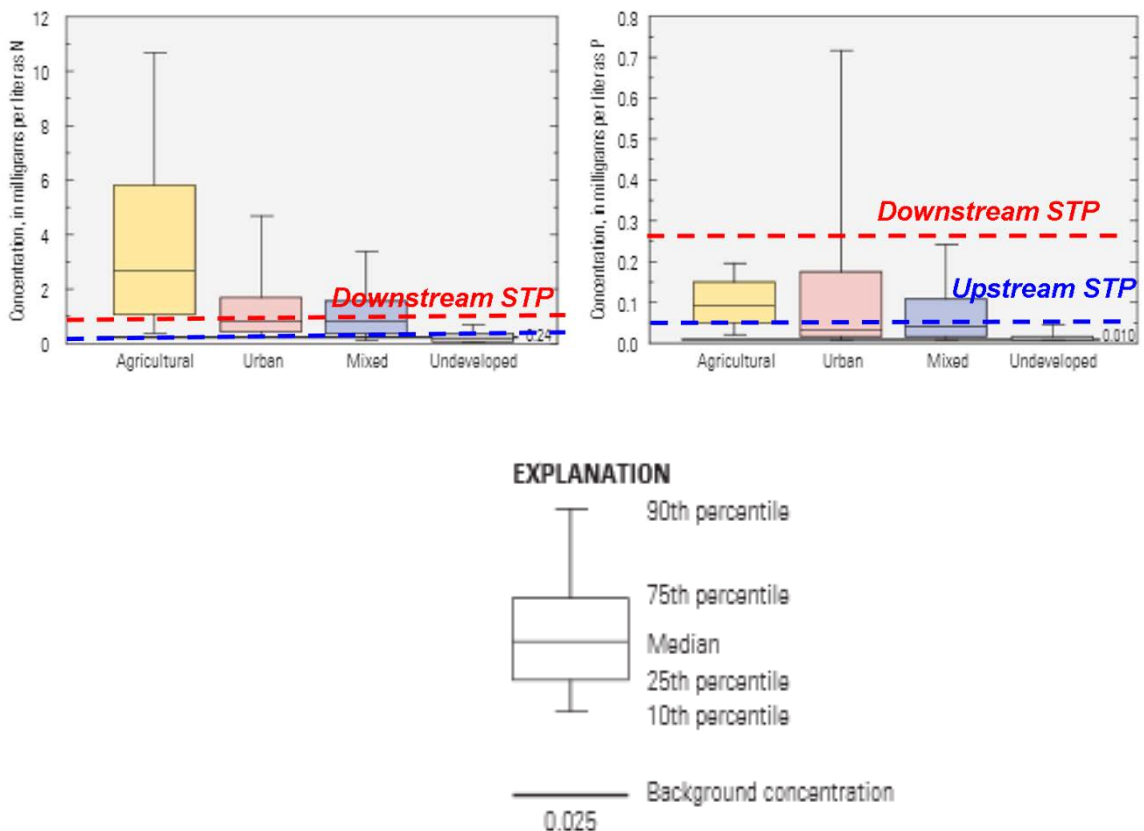 Concentration, in milligrams per liter as N
12
10
8
6
4
2
0
Downstream STP
0.24
Agricultural
Urban
Mixed
Undeveloped
Concentration, in milligrams per liter as P
0.8
0.7
0.6
0.5
0.4
0.3
0.2
0.1
0.0
Downstream STP
Upstream STP
0.010
Agricultural
Urban
Mixed
Undeveloped
EXPLANATION
90th percentile
75th percentile
Median
25th percentile
10th percentile
Background concentration
0.025